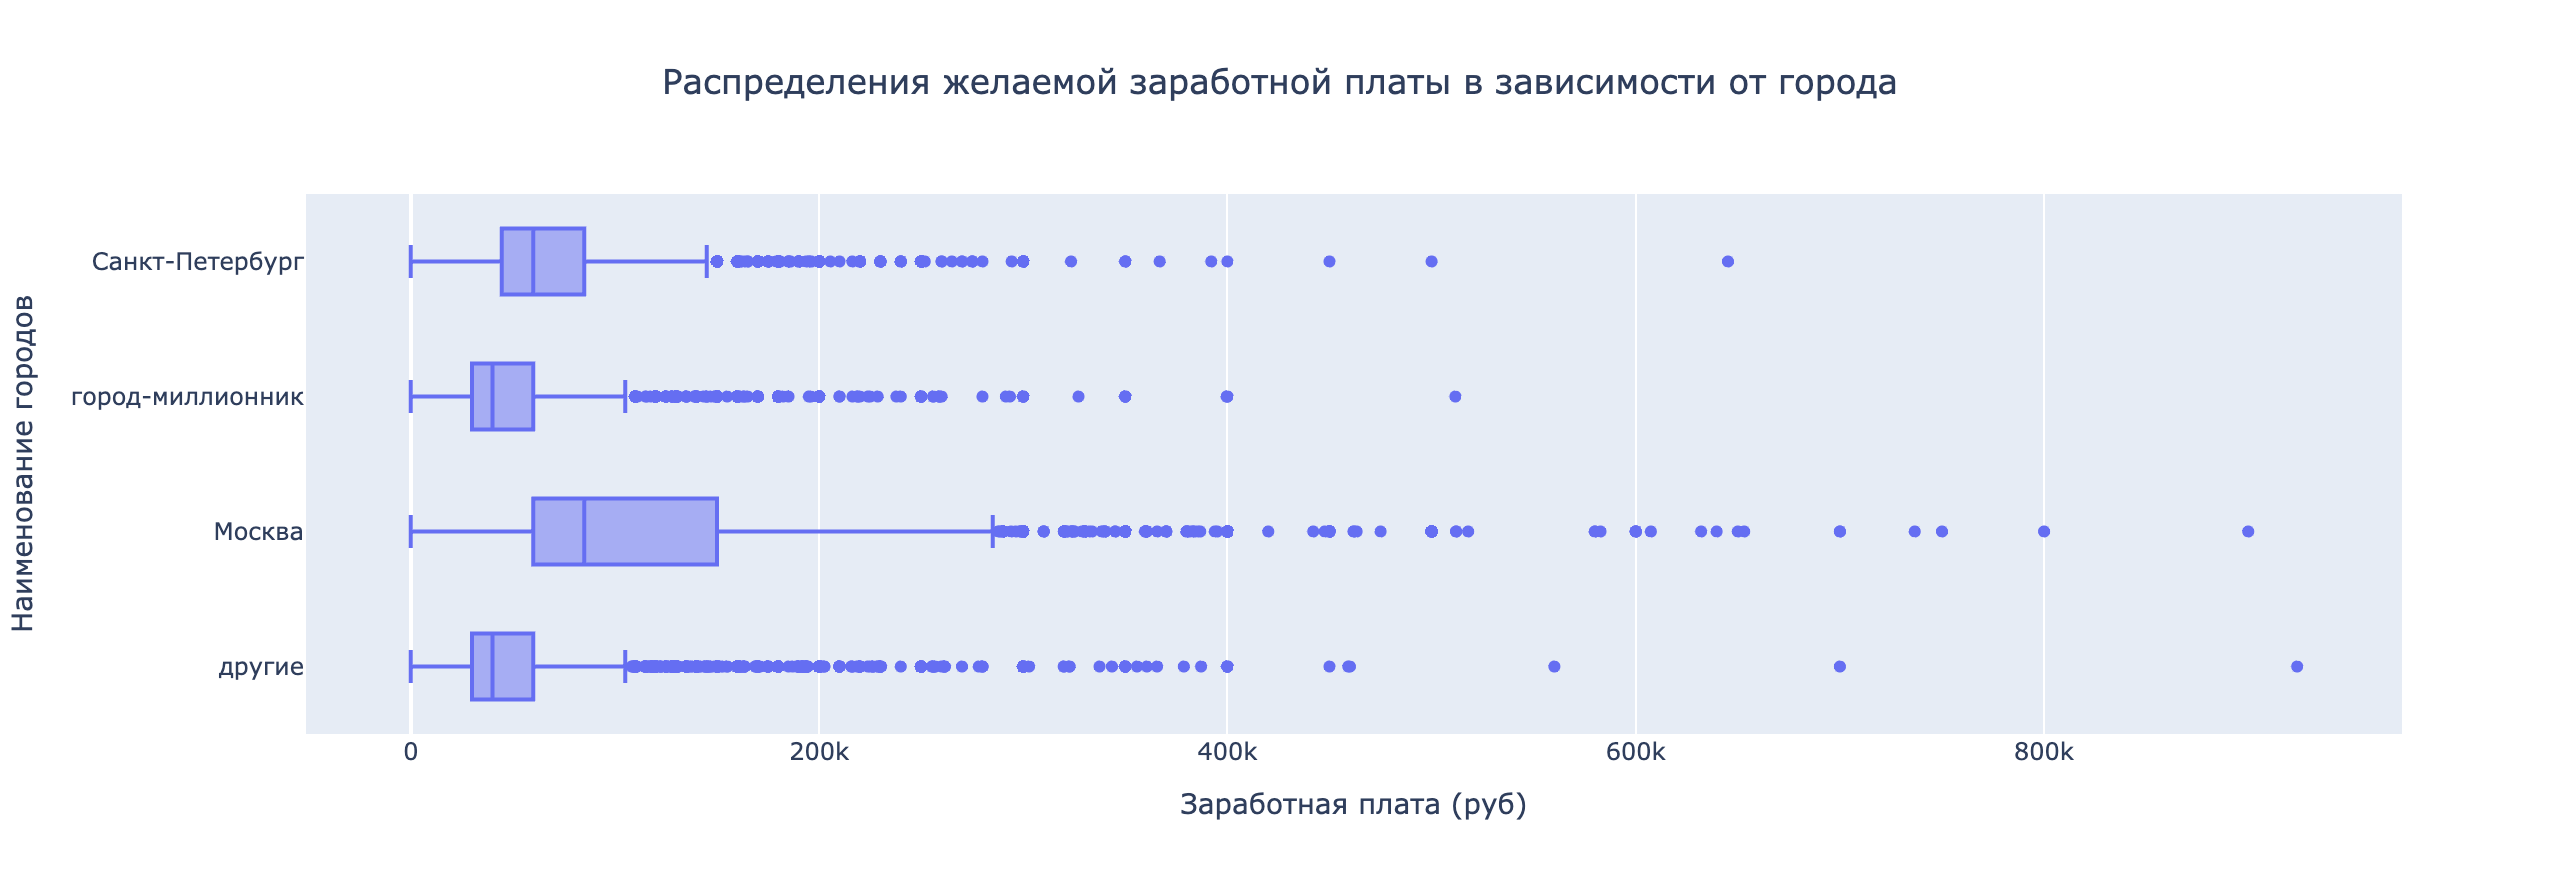 Распределения желаемой заработной платы в зависимости от города
Наименование городов
Санкт-Петербург
город-миллионник
Москва
другие
0
200k
400k
600k
800k
Заработная плата (руб)